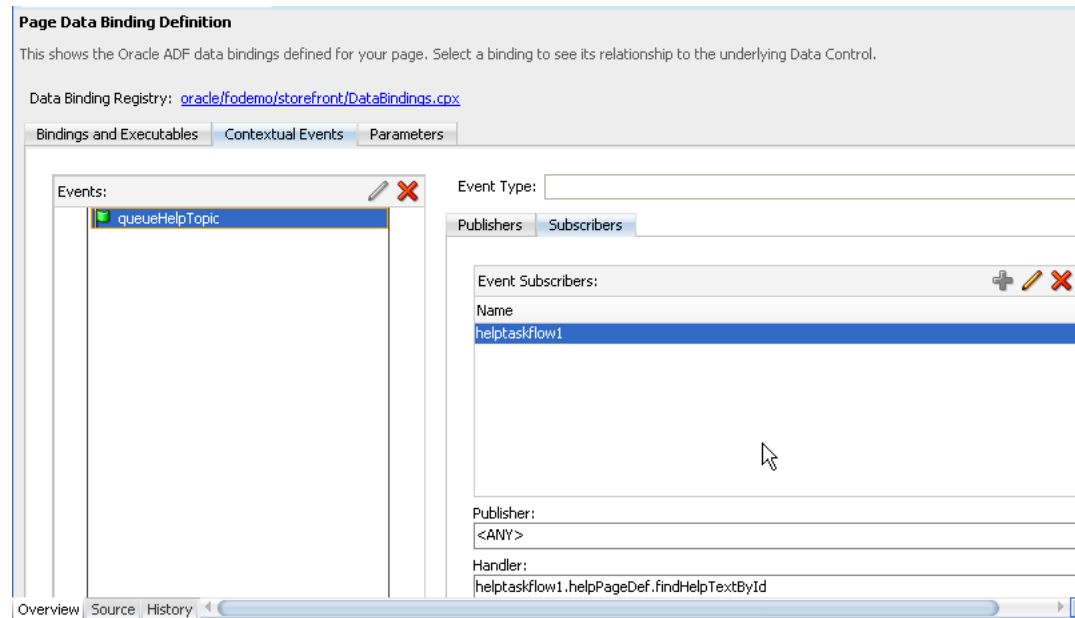 Page Data Binding Definition
This shows the Oracle ADF data bindings defined for your page. Select a binding to see its relationship to the underlying Data Control.
Data Binding Registry: oracle/fodemo/storefront/DataBindings.cpx
Bindings and Executables Contextual Events Parameters
Events:
Event Type:
queueHelpTopic
Publishers Subscribers
Event Subscribers:
Name
helptaskflow1
Publisher:
<ANY>
Handler:
helptaskflow1.helpPageDef.findHelpTextById
Overview Source History